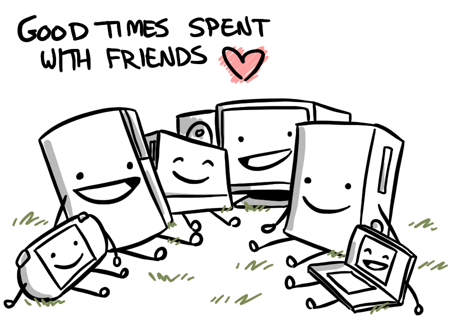 GOOD TIMES SPENT
WITH FRIENDS